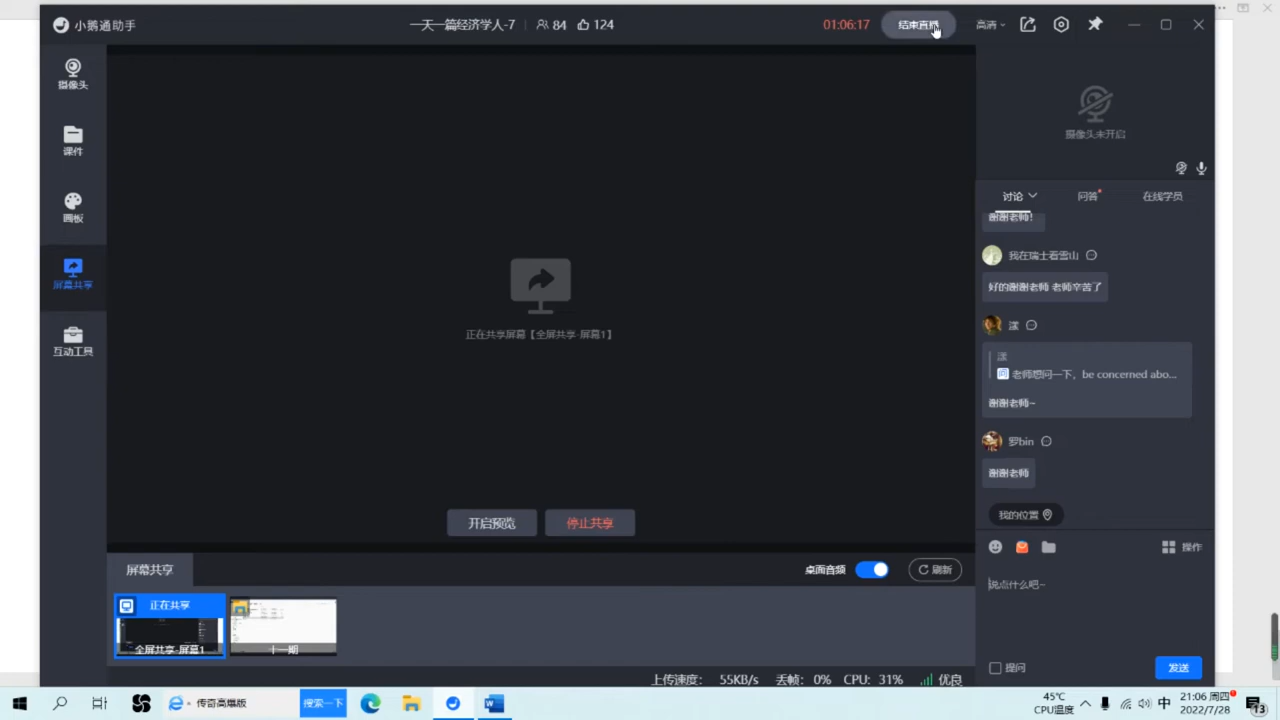 小鹅通助手
一天一篇经济学人-7
84
124
01:06:17
结束直播
高清
摄像头
课件
画板
屏幕共享
互动工具
正在共享屏幕【全屏共享-屏幕1】
开启预览
停止共享
摄像头未开启
讨论
问答
在线学员
谢谢老师!
我在瑞士看雪山
好的谢谢老师 老师辛苦了
漾
漾
问 老师想问一下，be concerned abo...
谢谢老师~
罗bin
谢谢老师
我的位置
操作
说点什么吧~
提问
发送
屏幕共享
桌面音频
刷新
正在共享
全屏共享-屏幕1
十一期
上传速度: 55KB/s 丢帧: 0% CPU: 31% 优良
传奇高爆版
搜索一下
45℃
CPU温度
中
21:06 周四
2022/7/28
13